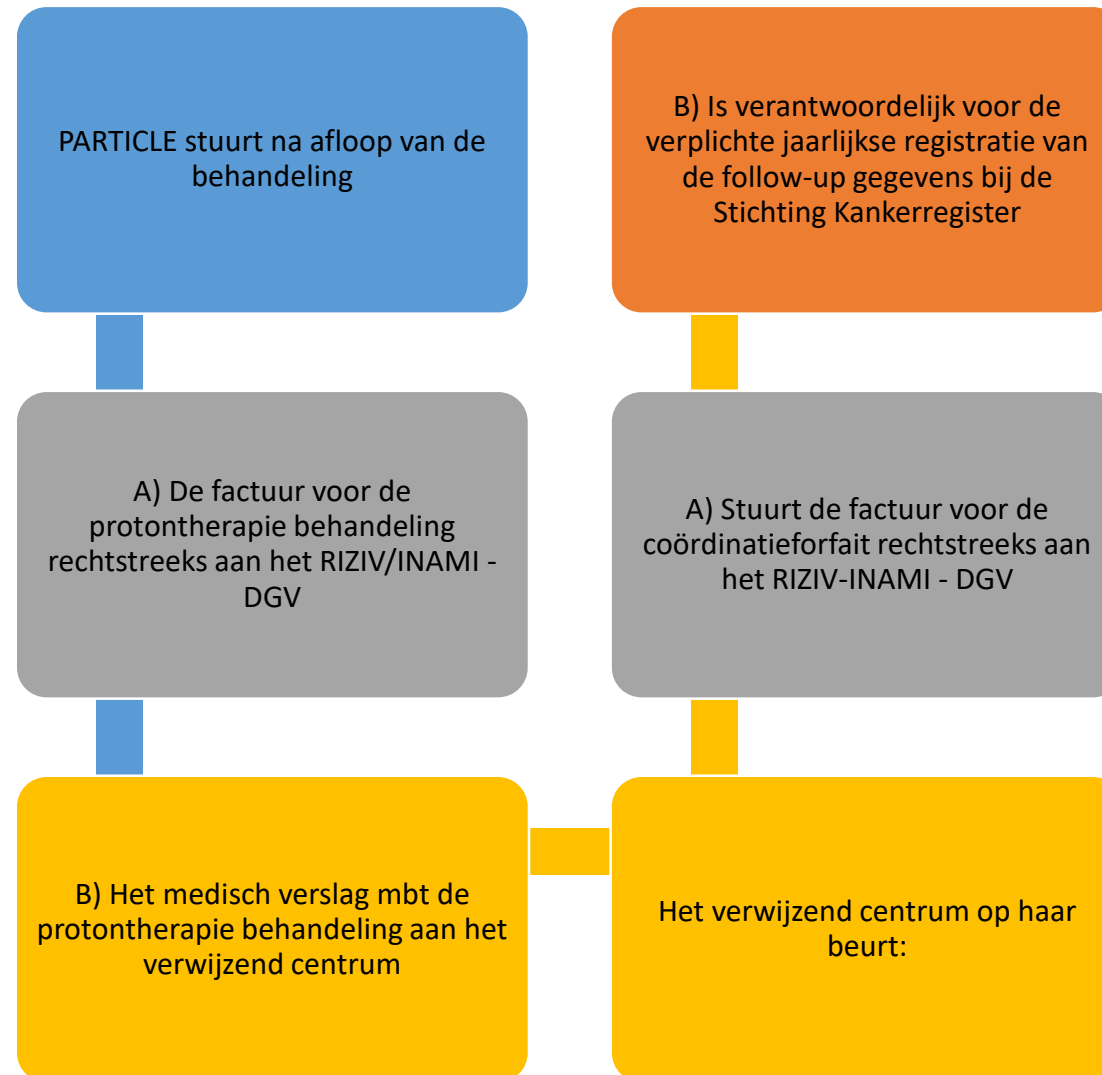 PARTICLE stuurt na afloop van de
behandeling
A) De factuur voor de
protontherapie behandeling
rechtstreeks aan het RIZIV/INAMI -
DGV
B) Het medisch verslag mbt de
protontherapie behandeling aan het
verwijzend centrum
Het verwijzend centrum op haar
beurt:
A) Stuurt de factuur voor de
coördinatieforfait rechtstreeks aan
het RIZIV-INAMI - DGV
B) Is verantwoordelijk voor de
verplichte jaarlijkse registratie van
de follow-up gegevens bij de
Stichting Kankerregister